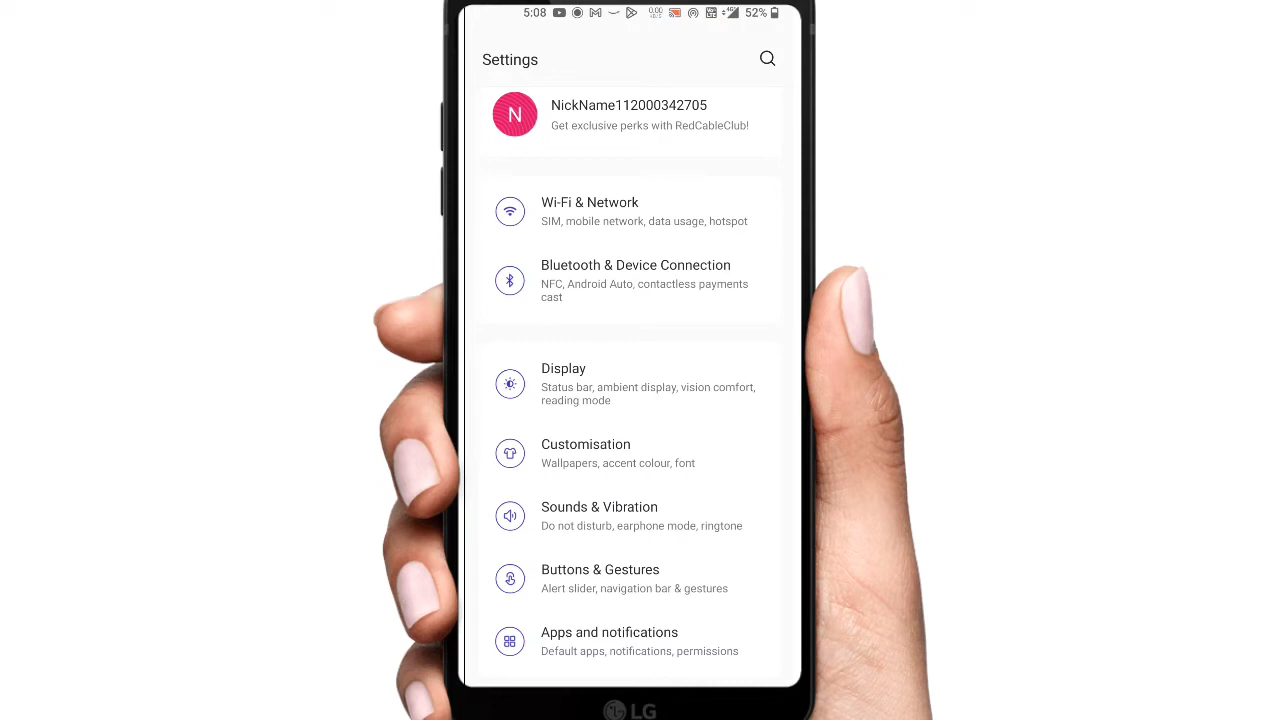 5:08
52%
Settings
N
NickName112000342705
Get exclusive perks with RedCableClub!
Wi-Fi & Network
SIM, mobile network, data usage, hotspot
Bluetooth & Device Connection
NFC, Android Auto, contactless payments
cast
Display
Status bar, ambient display, vision comfort,
reading mode
Customisation
Wallpapers, accent colour, font
Sounds & Vibration
Do not disturb, earphone mode, ringtone
Buttons & Gestures
Alert slider, navigation bar & gestures
Apps and notifications
Default apps, notifications, permissions
LG